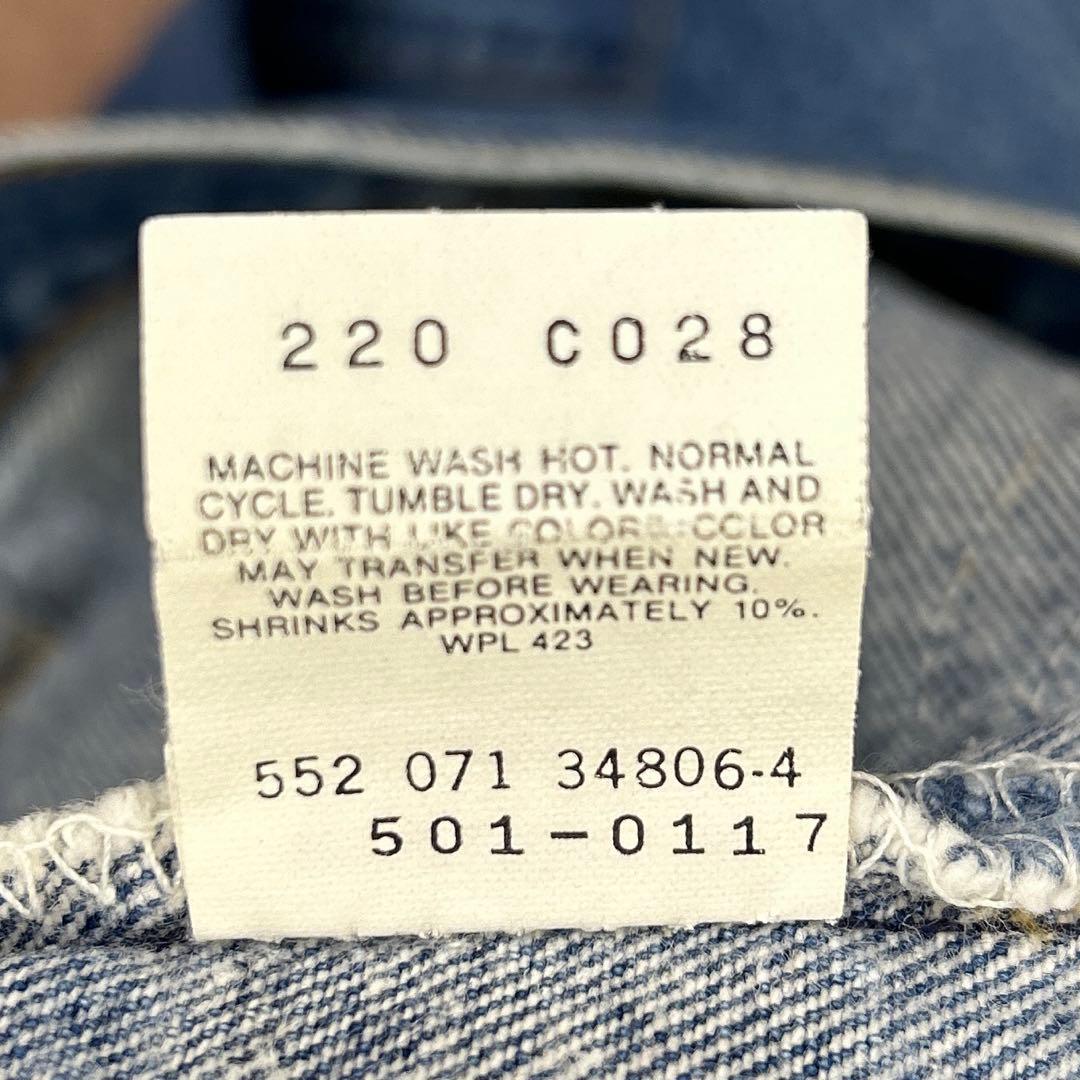 220 C028
MACHINE WASH HOT. NORMAL
CYCLE. TUMBLE DRY. WASH AND
DRY WITH LIKE COLORS. COLOR
MAY TRANSFER WHEN NEW.
WASH BEFORE WEARING.
SHRINKS APPROXIMATELY 10%.
WPL 423
552 071 34806-4
501-0117